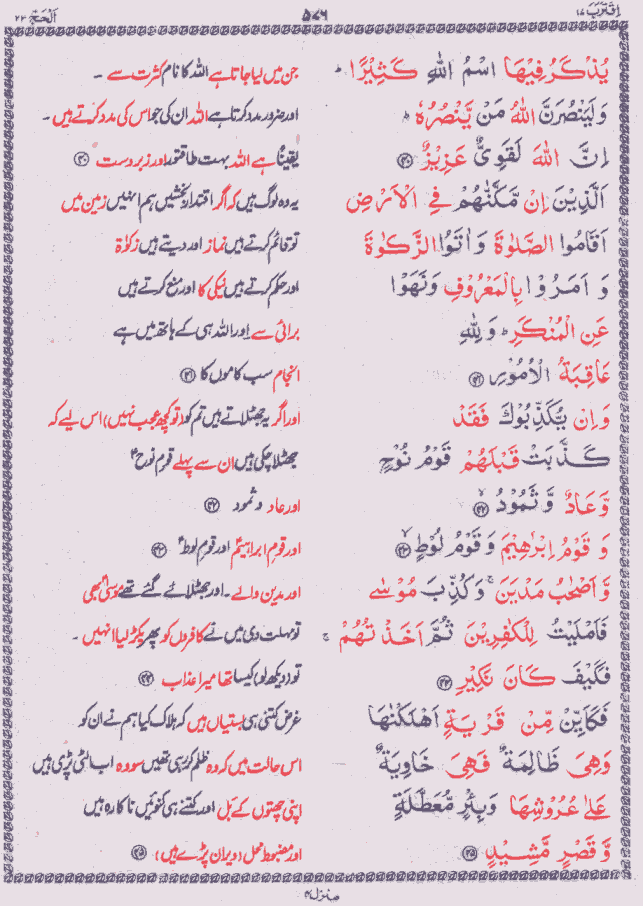 اِقْتَرَبَ ١٧
٥٧٦
اَلْحَجّ ٢٢
يُذْكَرُ فِيْهَا اسْمُ اللّٰهِ كَثِيْرًا ؕ
جن میں لیا جاتا ہے اللہ کا نام کثرت سے ۔
وَلَيَنْصُرَنَّ اللّٰهُ مَنْ يَّنْصُرُهٗ ؕ
اور ضرور مدد کرتا ہے اللہ ان کی جو اس کی مدد کرتے ہیں ۔
اِنَّ اللّٰهَ لَقَوِىٌّ عَزِيْزٌ ﴿۴۰﴾
یقیناً ہے اللہ بہت طاقتور اور زبردست ﴿۴۰﴾
اَلَّذِيْنَ اِنْ مَّكَّنّٰهُمْ فِى الْاَرْضِ
یہ وہ لوگ ہیں کہ اگر اقتدار بخشیں ہم انہیں زمین میں
اَقَامُوا الصَّلٰوةَ وَاٰتَوُا الزَّكٰوةَ
تو قائم کرتے ہیں نماز اور دیتے ہیں زکوٰۃ
وَ اَمَرُوْا بِالْمَعْرُوْفِ وَنَهَوْا
اور حکم کرتے ہیں نیکی کا اور منع کرتے ہیں
عَنِ الْمُنْكَرِ ؕ وَ لِلّٰهِ
برائی سے اور اللہ ہی کے ہاتھ میں ہے
عَاقِبَةُ الْاُمُوْرِ ﴿۴۱﴾
انجام سب کاموں کا ﴿۴۱﴾
وَاِنْ يُّكَذِّبُوْكَ فَقَدْ
اور اگر یہ جھٹلاتے ہیں تم کو (تو کچھ عجب نہیں) اس لیے کہ
كَذَّبَتْ قَبْلَهُمْ قَوْمُ نُوْحٍ
جھٹلا چکی ہیں ان سے پہلے قوم نوحؑ
وَّعَادٌ وَّ ثَمُوْدُ ﴿۴۲﴾
اور عاد و ثمود ﴿۴۲﴾
وَ قَوْمُ اِبْرٰهِيْمَ وَ قَوْمُ لُوْطٍ ﴿۴۳﴾
اور قوم ابراہیمؑ اور قوم لوطؑ ﴿۴۳﴾
وَّ اَصْحٰبُ مَدْيَنَ ۚ وَكُذِّبَ مُوْسٰى
اور مدین والے ۔ اور جھٹلائے گئے تھے موسیٰؑ بھی
فَاَمْلَيْتُ لِلْكٰفِرِيْنَ ثُمَّ اَخَذْتُهُمْ ۚ
تو مہلت دی میں نے کافروں کو پھر پکڑ لیا انہیں ۔
فَكَيْفَ كَانَ نَكِيْرِ ﴿۴۴﴾
تو دیکھ لو) کیسا تھا میرا عذاب ﴿۴۴﴾
فَكَاَيِّنْ مِّنْ قَرْيَةٍ اَهْلَكْنٰهَا
غرض کتنی ہی بستیاں ہیں کہ ہلاک کیا ہم نے ان کو
وَهِىَ ظَالِمَةٌ فَهِىَ خَاوِيَةٌ
اس حالت میں کہ وہ ظلم کر رہی تھیں سو وہ اب الٹی پڑی ہیں
عَلٰى عُرُوْشِهَا وَبِئْرٍ مُّعَطَّلَةٍ
اپنی چھتوں کے بَل اور کتنے ہی کنوئیں ناکارہ ہیں
وَّ قَصْرٍ مَّشِيْدٍ ﴿۴۵﴾
اور مضبوط محل (ویران پڑے ہیں) ﴿۴۵﴾
منزل ۴